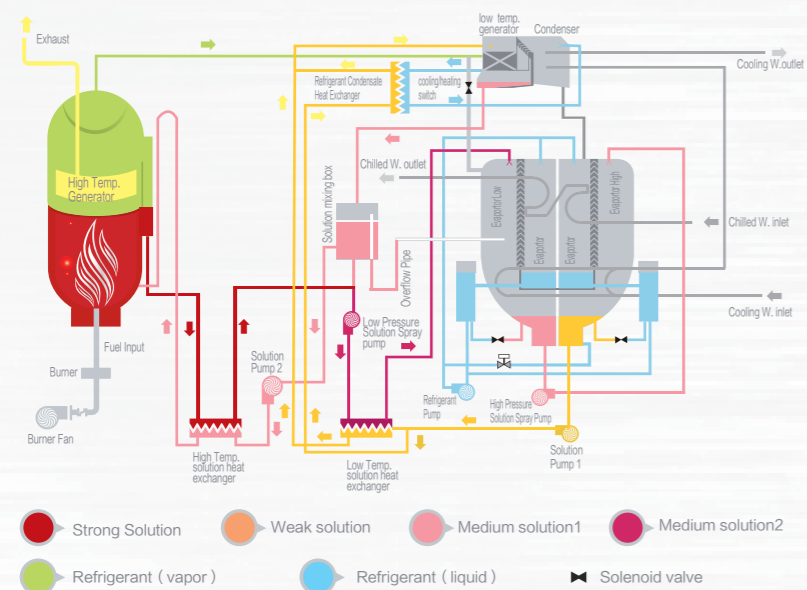 Exhaust
low temp.
generator
Condenser
Cooling W.outlet
Refrigerant Condensate
Heat Exchanger
cooling/heating
switch
High Temp.
Generator
Chilled W. outlet
Solution mixing box
Evaportor Low
Evaportor
Evaportor
Evaportor High
Chilled W. inlet
Overflow Pipe
Cooling W. inlet
Low Pressure
Solution Spray
pump
Fuel Input
Burner
Solution
Pump 2
Refrigerant
Pump
High Pressure
Solution Spray Pump
Burner Fan
High Temp.
solution heat
exchanger
Low Temp.
solution heat
exchanger
Solution
Pump 1
Strong Solution
Weak solution
Medium solution1
Medium solution2
Refrigerant ( vapor )
Refrigerant ( liquid )
Solenoid valve